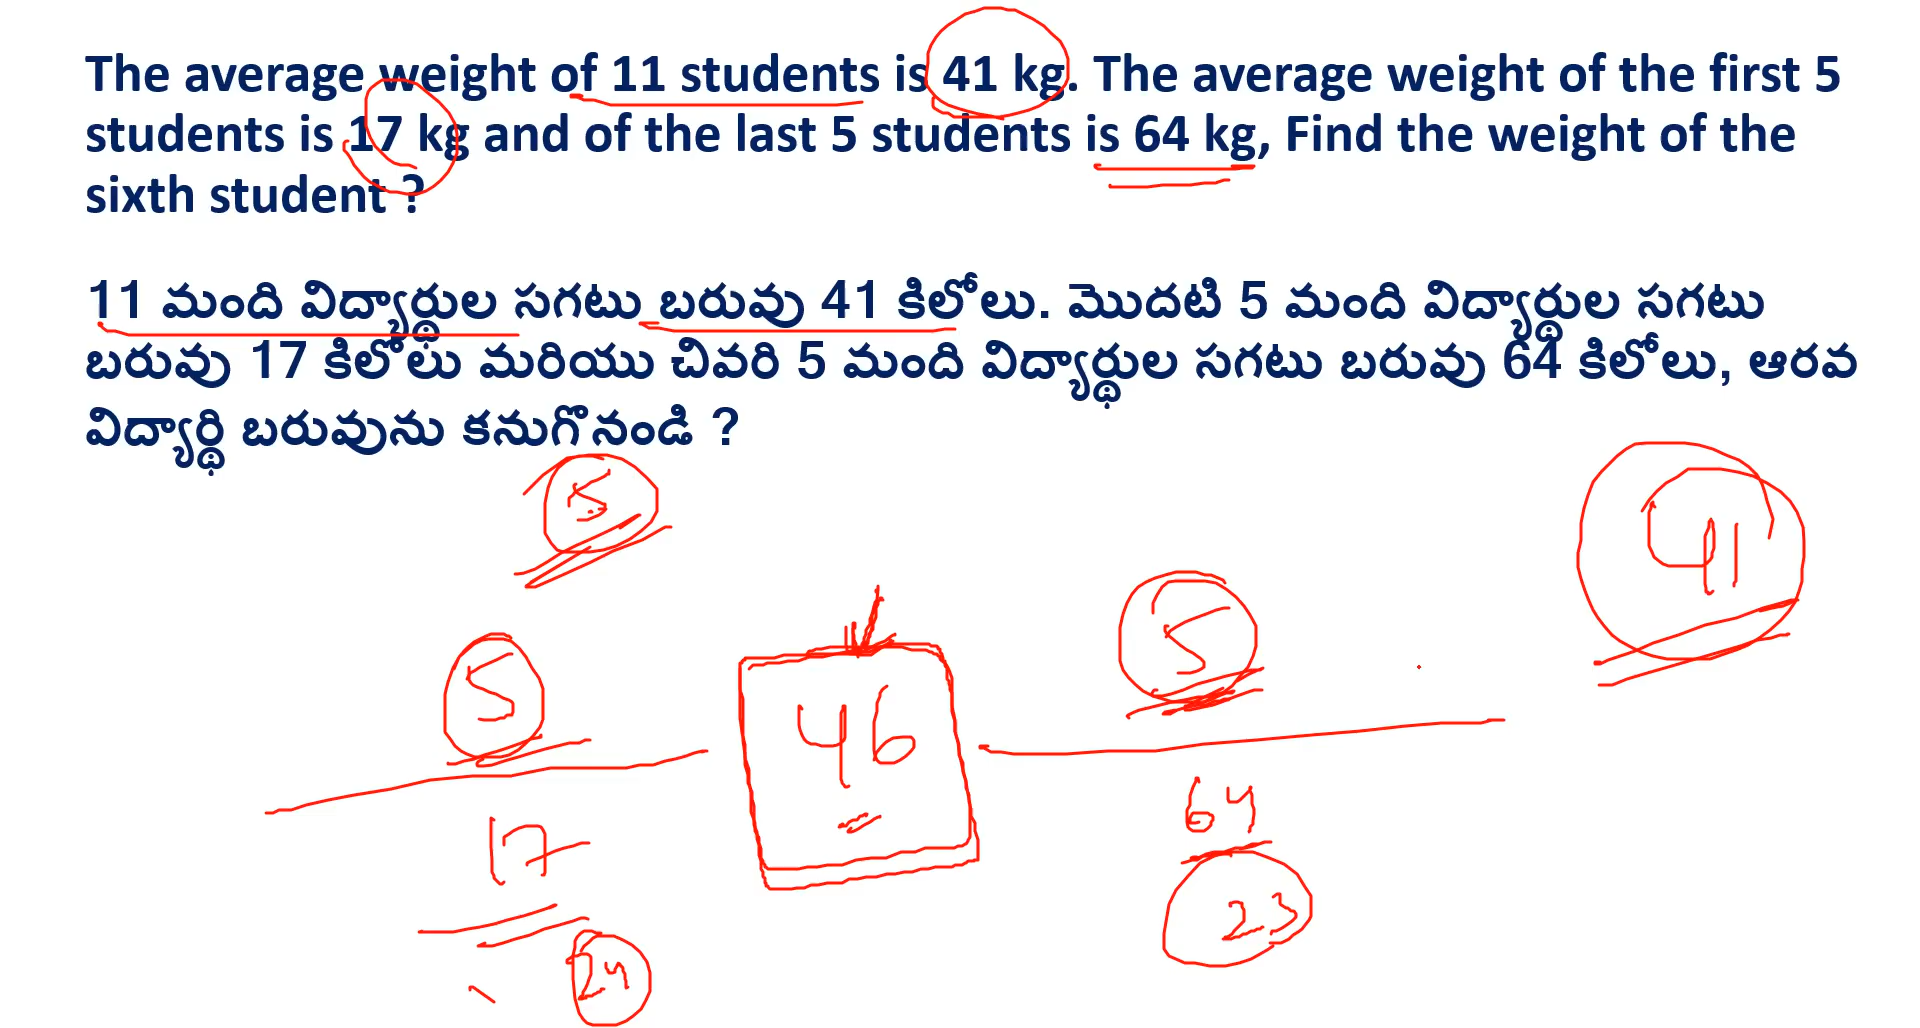 The average weight of 11 students is 41 kg. The average weight of the first 5
students is 17 kg and of the last 5 students is 64 kg, Find the weight of the
sixth student ?
11 మంది విద్యార్థుల సగటు బరువు 41 కిలోలు. మొదటి 5 మంది విద్యార్థుల సగటు
బరువు 17 కిలోలు మరియు చివరి 5 మంది విద్యార్థుల సగటు బరువు 64 కిలోలు, ఆరవ
విద్యార్థి బరువును కనుగొనండి ?
5
41
5
5
46
17
64
23
24